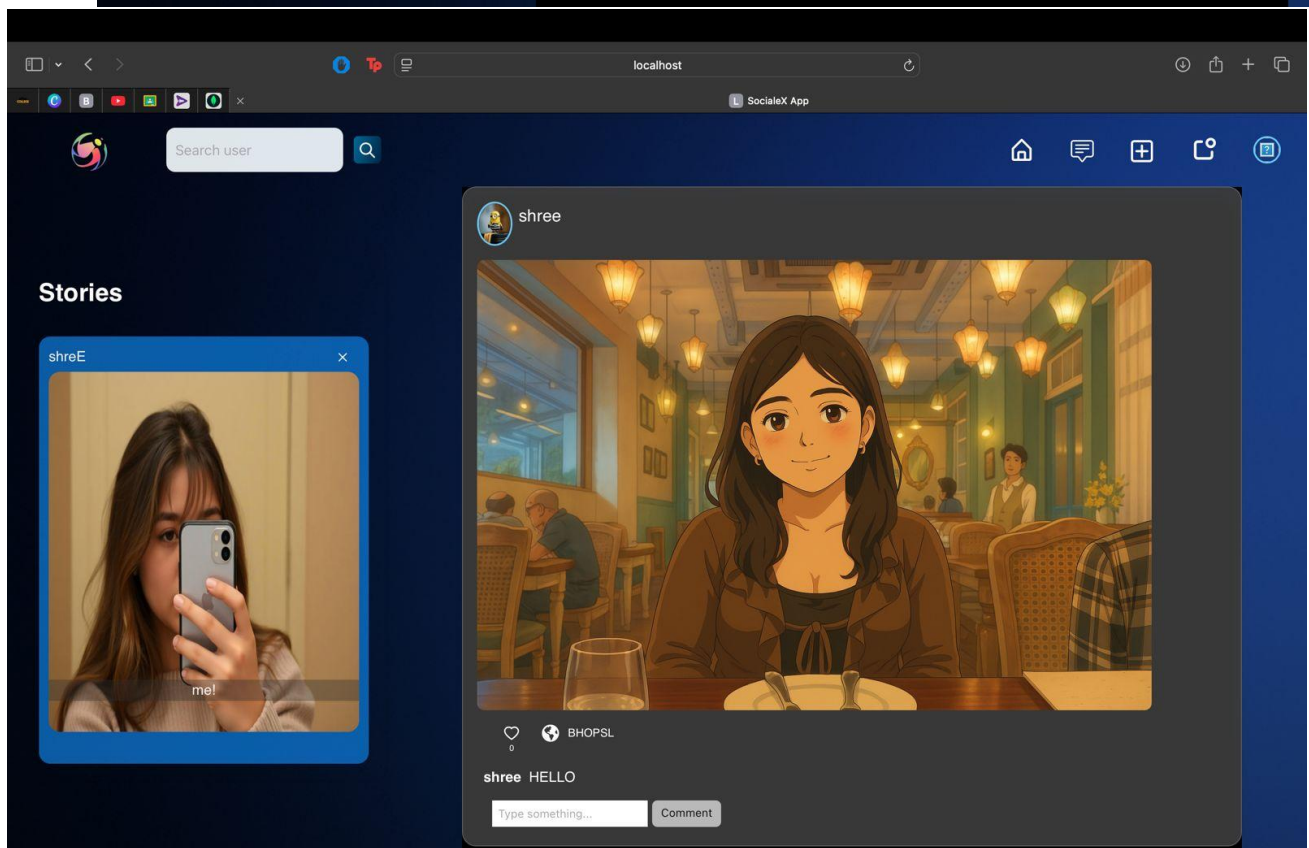 localhost
SocialeX App
Search user
shree
Stories
shreE
me!
0
BHOPSL
shree HELLO
Type something...
Comment